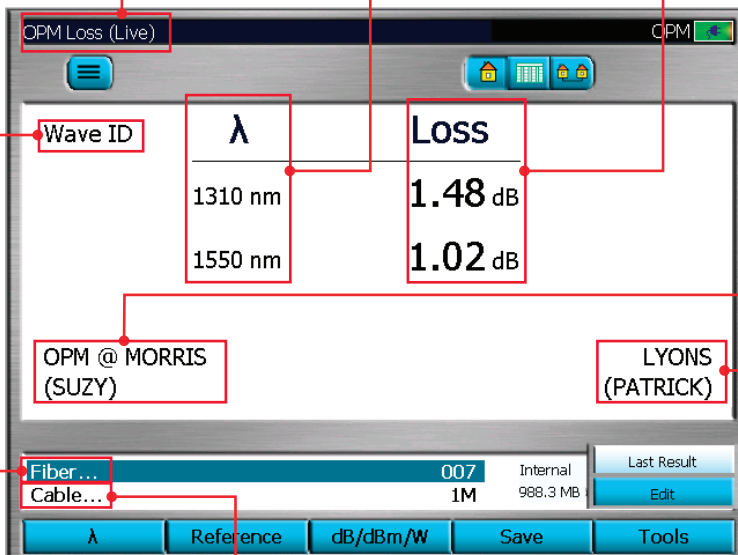 OPM Loss (Live)
OPM
Wave ID
λ
Loss
1310 nm
1.48 dB
1550 nm
1.02 dB
OPM @ MORRIS
(SUZY)
LYONS
(PATRICK)
Fiber...
007
Internal
Last Result
Cable...
1M
988.3 MB
Edit
λ
Reference
dB/dBm/W
Save
Tools